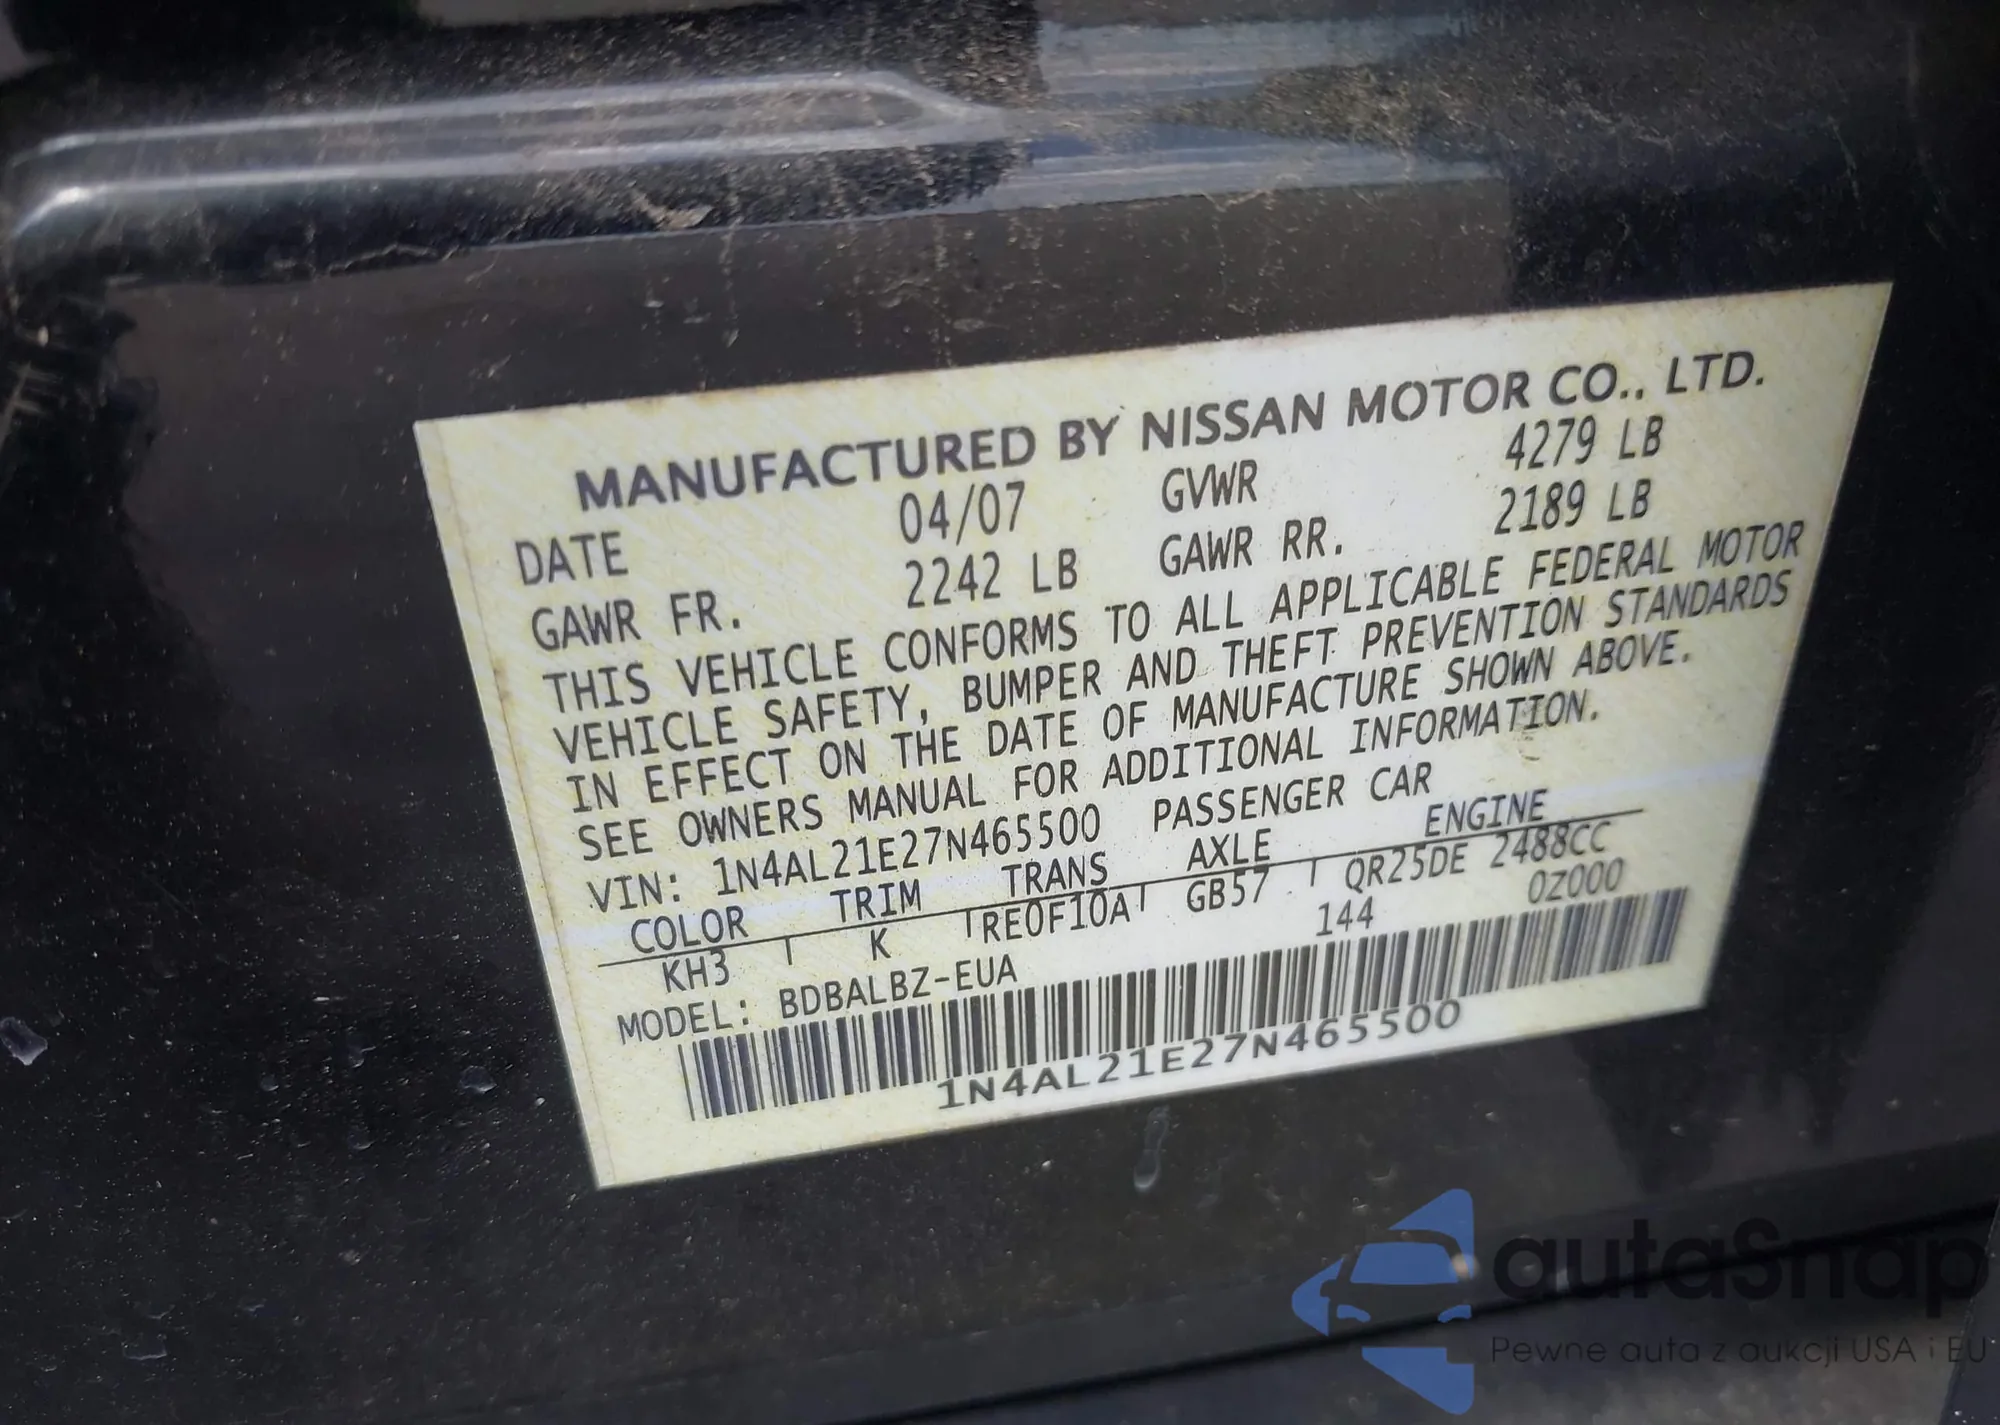 MANUFACTURED BY NISSAN MOTOR CO., LTD.
DATE 04/07 GVWR 4279 LB
GAWR FR. 2242 LB GAWR RR. 2189 LB
THIS VEHICLE CONFORMS TO ALL APPLICABLE FEDERAL MOTOR
VEHICLE SAFETY, BUMPER AND THEFT PREVENTION STANDARDS
IN EFFECT ON THE DATE OF MANUFACTURE SHOWN ABOVE.
SEE OWNERS MANUAL FOR ADDITIONAL INFORMATION.
VIN: 1N4AL21E27N465500 PASSENGER CAR
COLOR TRIM TRANS AXLE ENGINE
KH3 K RE0F10A GB57 QR25DE 2488CC
MODEL: BDBALBZ-EUA 144 0Z000
1N4AL21E27N465500
autaSnap
Pewne auta z aukcji USA i EU